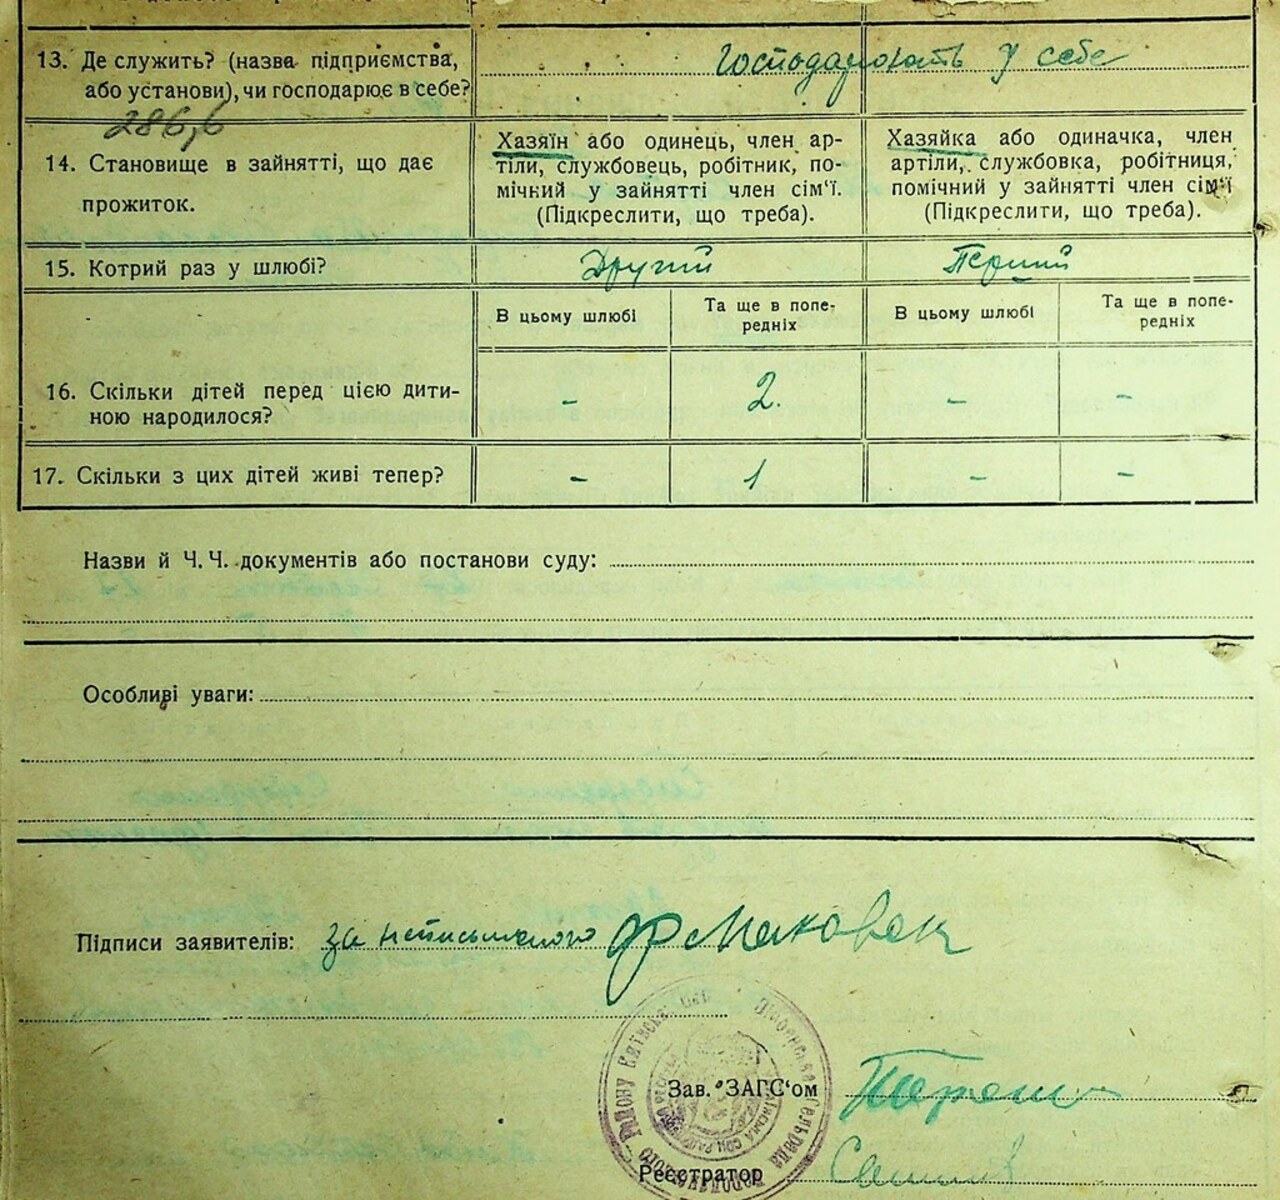 13. Де служить? (назва підприємства, або установи), чи господарює в себе?
Господарюють у себе
286,6
14. Становище в зайнятті, що дає прожиток.
Хазяїн або одинець, член ар-
тіли, службовець, робітник, по-
мічний у зайнятті член сім'ї.
(Підкреслити, що треба).
Хазяйка або одиначка, член
артіли, службовка, робітниця,
помічний у зайнятті член сім'ї
(Підкреслити, що треба).
15. Котрий раз у шлюбі? Другий Перший
В цьому шлюбі
Та ще в попе-
редніх
В цьому шлюбі
Та ще в попе-
редніх
16. Скільки дітей перед цією дити-
ною народилося? - 2. - -
17. Скільки з цих дітей живі тепер? - 1 - -
Назви й Ч. Ч. документів або постанови суду:
Особливі уваги:
Підписи заявителів: за неписьменого Маковек
Зав. ЗАГС'ом
Реєстратор